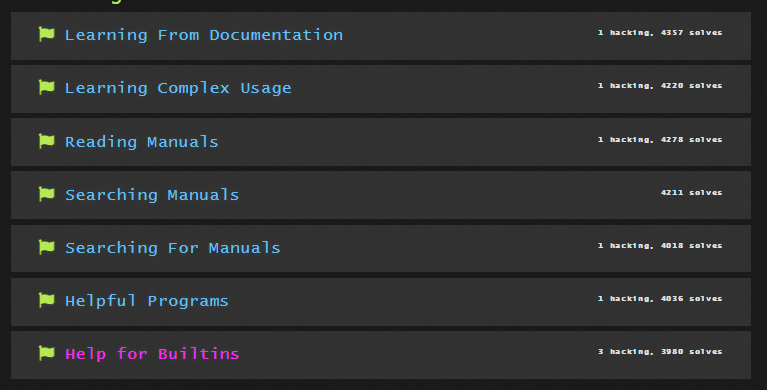 Learning From Documentation 1 hacking, 4357 solves
Learning Complex Usage 1 hacking, 4220 solves
Reading Manuals 1 hacking, 4278 solves
Searching Manuals 4211 solves
Searching For Manuals 1 hacking, 4018 solves
Helpful Programs 1 hacking, 4036 solves
Help for Builtins 3 hacking, 3980 solves